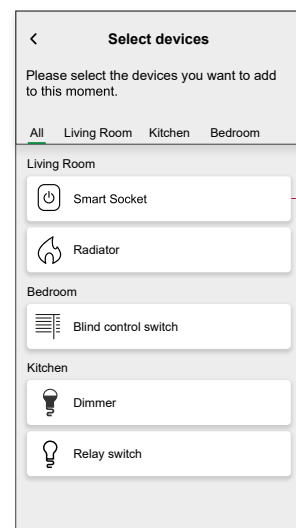 Select devices
Please select the devices you want to add
to this moment.
All Living Room Kitchen Bedroom
Living Room
Smart Socket
Radiator
Bedroom
Blind control switch
Kitchen
Dimmer
Relay switch